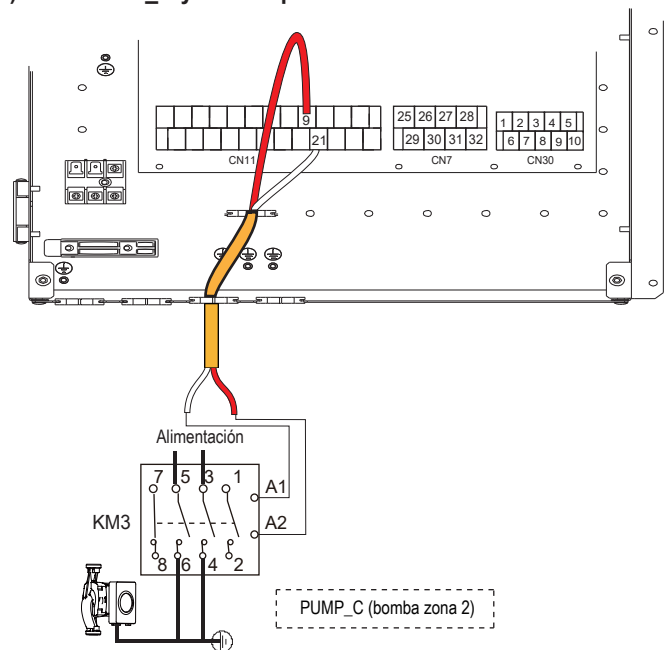 9
21
25 26 27 28
29 30 31 32
1 2 3 4 5
6 7 8 9 10
CN11
CN7
CN30
Alimentación
7 5 3 1
A1
KM3
A2
8 6 4 2
PUMP_C (bomba zona 2)